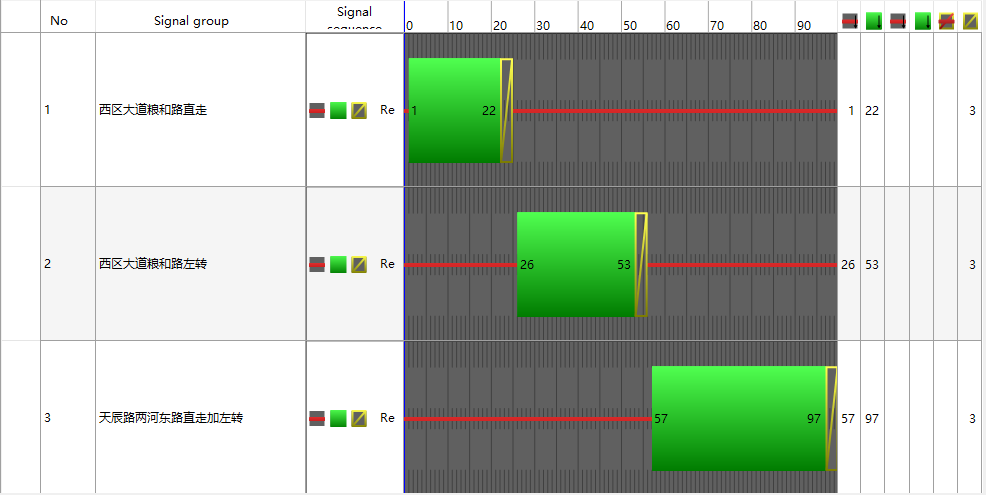 No Signal group Signal sequence 0 10 20 30 40 50 60 70 80 90
1 西区大道粮和路直走 Re 1 22 1 22 3
2 西区大道粮和路左转 Re 26 53 26 53 3
3 天辰路两河东路直走加左转 Re 57 97 57 97 3